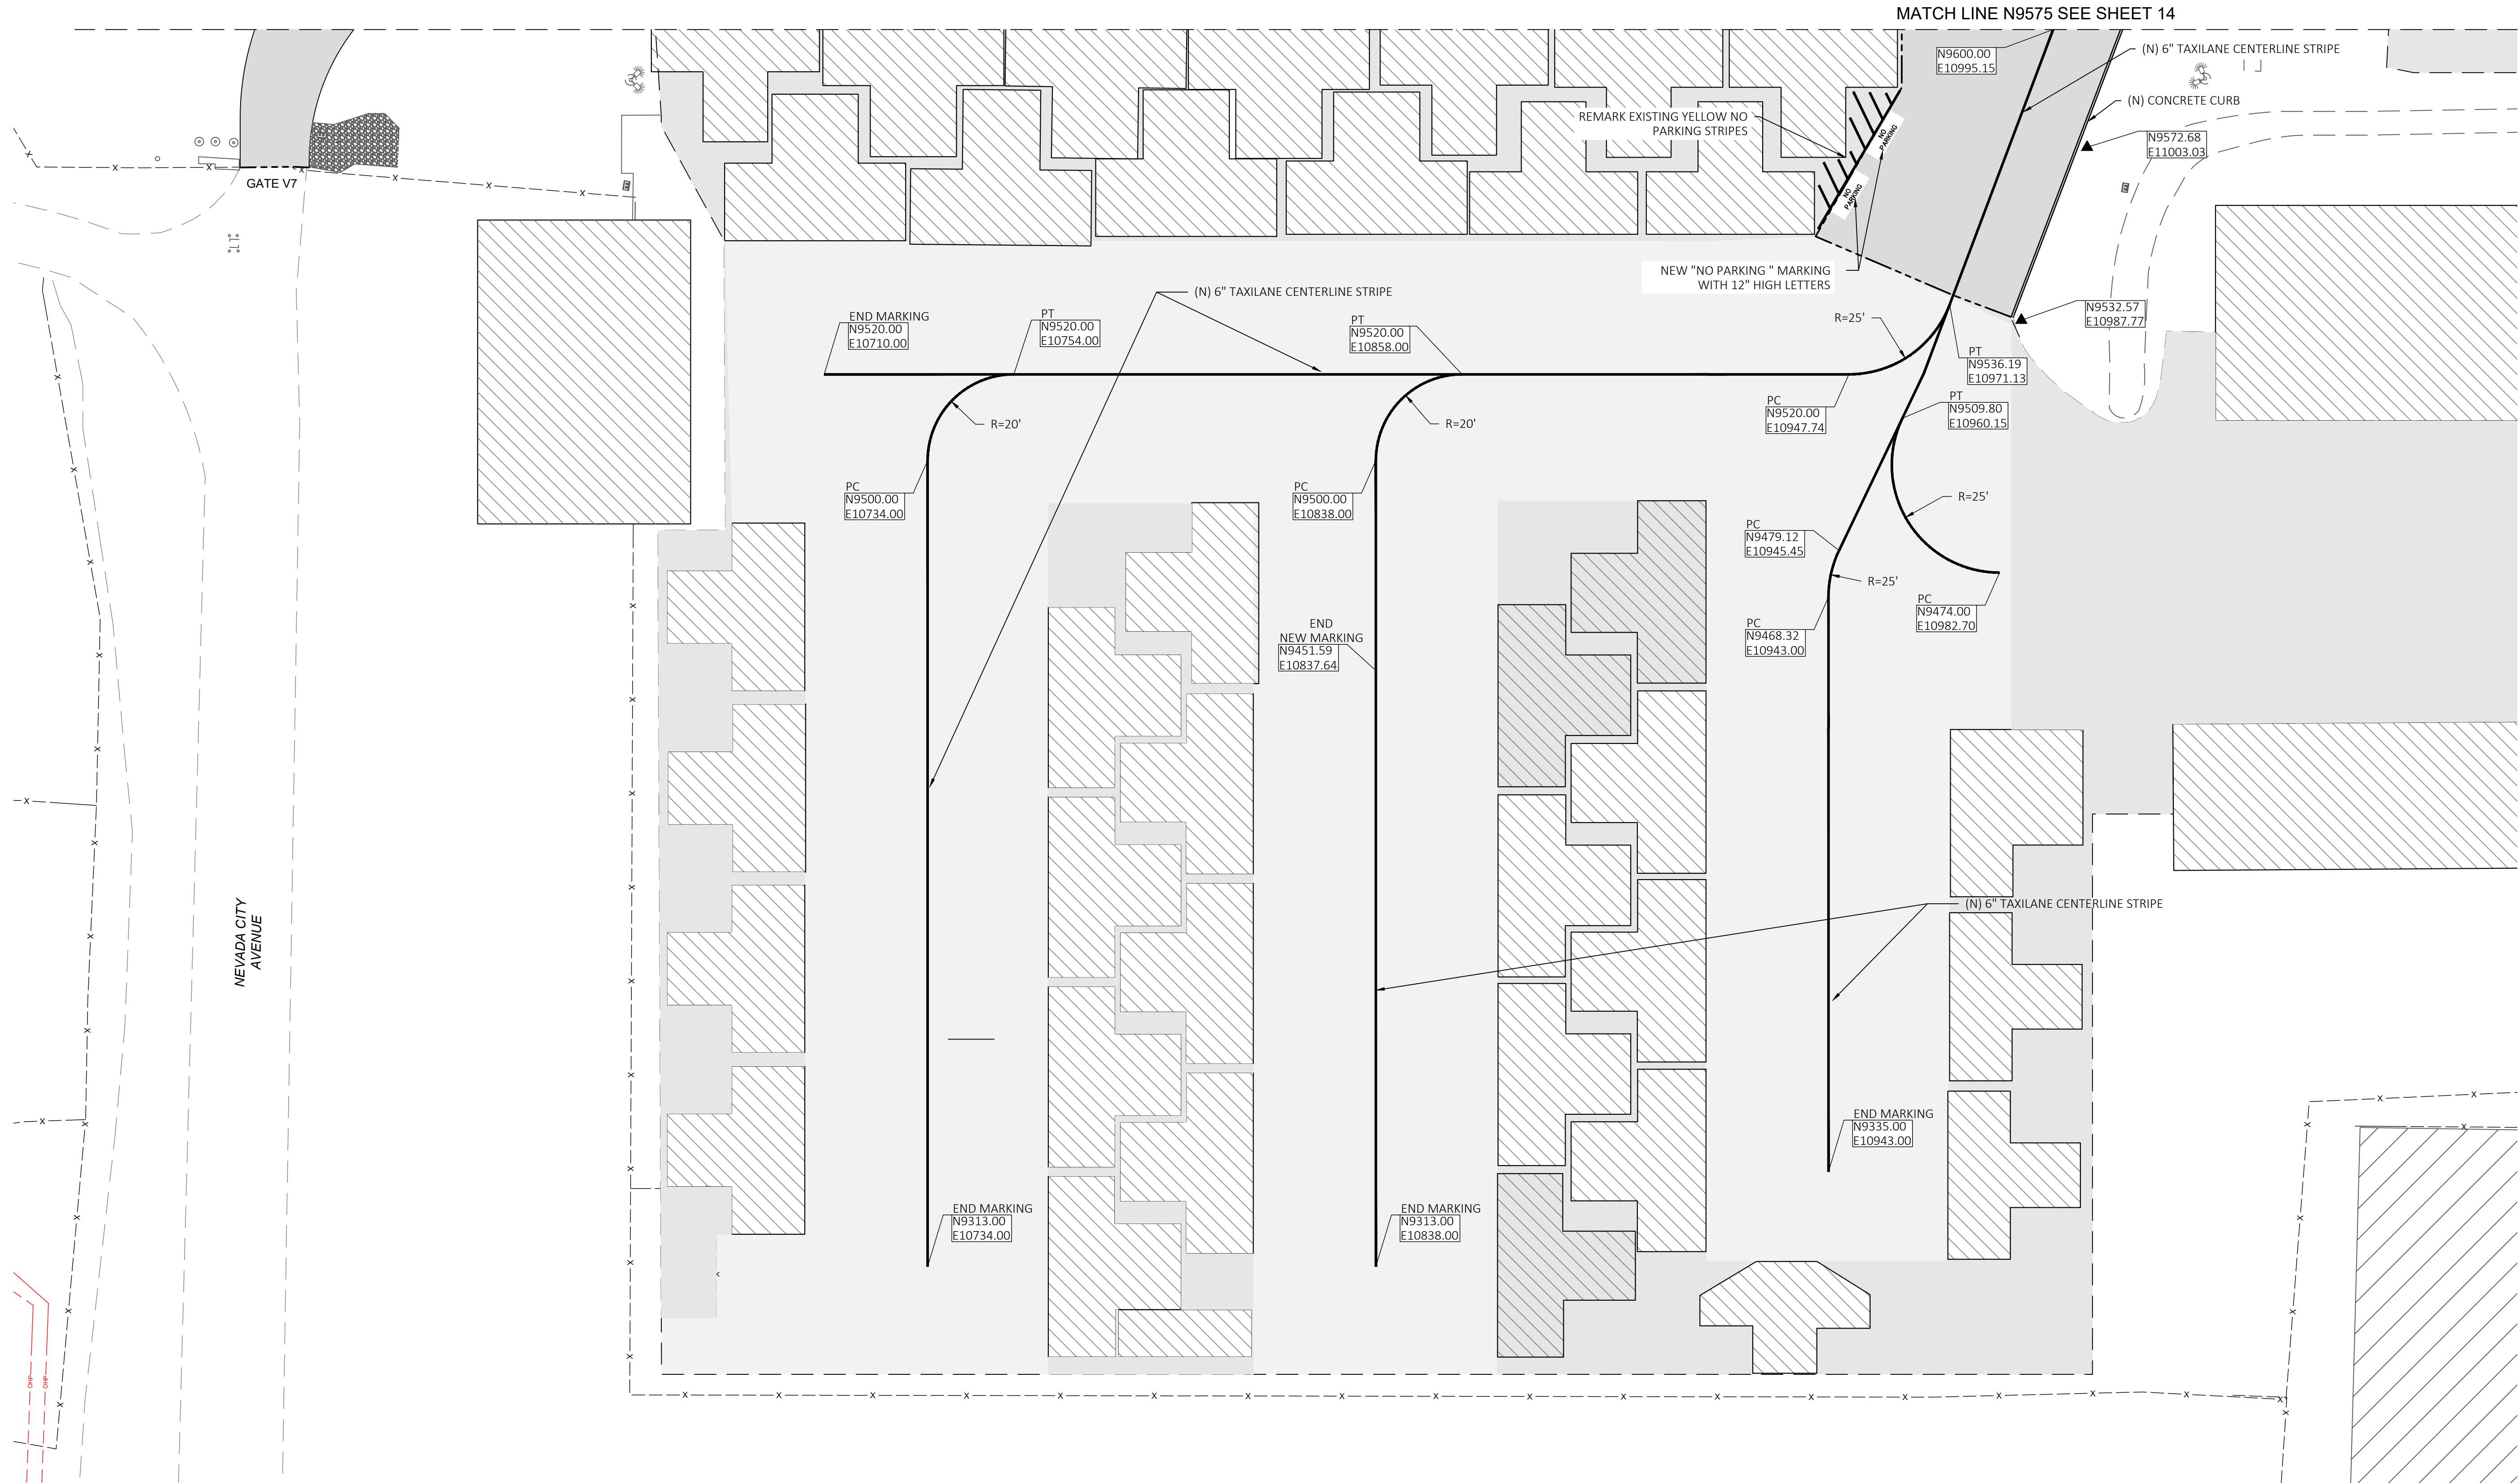 MATCH LINE N9575 SEE SHEET 14
N9600.00
E10995.15
(N) 6" TAXILANE CENTERLINE STRIPE
(N) CONCRETE CURB
REMARK EXISTING YELLOW NO
PARKING STRIPES
NO
PARKING
NO
PARKING
N9572.68
E11003.03
GATE V7
NEW "NO PARKING " MARKING
WITH 12" HIGH LETTERS
(N) 6" TAXILANE CENTERLINE STRIPE
END MARKING
N9520.00
E10710.00
PT
N9520.00
E10754.00
PT
N9520.00
E10858.00
R=25'
N9532.57
E10987.77
PT
N9536.19
E10971.13
PC
N9520.00
E10947.74
PT
N9509.80
E10960.15
R=20'
R=20'
PC
N9500.00
E10734.00
PC
N9500.00
E10838.00
R=25'
PC
N9479.12
E10945.45
R=25'
PC
N9474.00
E10982.70
END
NEW MARKING
N9451.59
E10837.64
PC
N9468.32
E10943.00
(N) 6" TAXILANE CENTERLINE STRIPE
NEVADA CITY
AVENUE
END MARKING
N9335.00
E10943.00
END MARKING
N9313.00
E10734.00
END MARKING
N9313.00
E10838.00
OHP
OHP